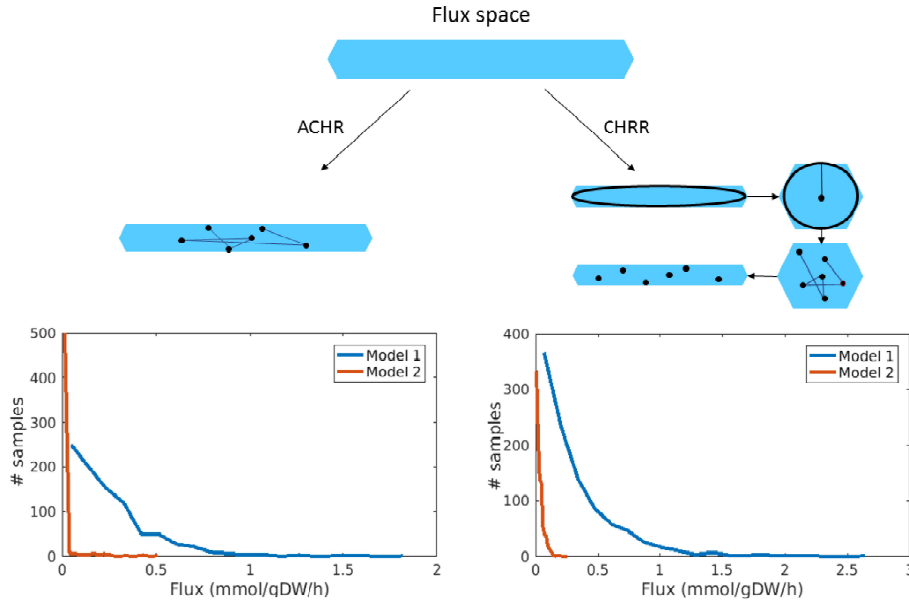 Flux space
ACHR
CHRR
500
400
300
200
100
0
# samples
Model 1
Model 2
0
0.5
1
1.5
2
Flux (mmol/gDW/h)
400
300
200
100
0
# samples
Model 1
Model 2
0
0.5
1
1.5
2
2.5
3
Flux (mmol/gDW/h)